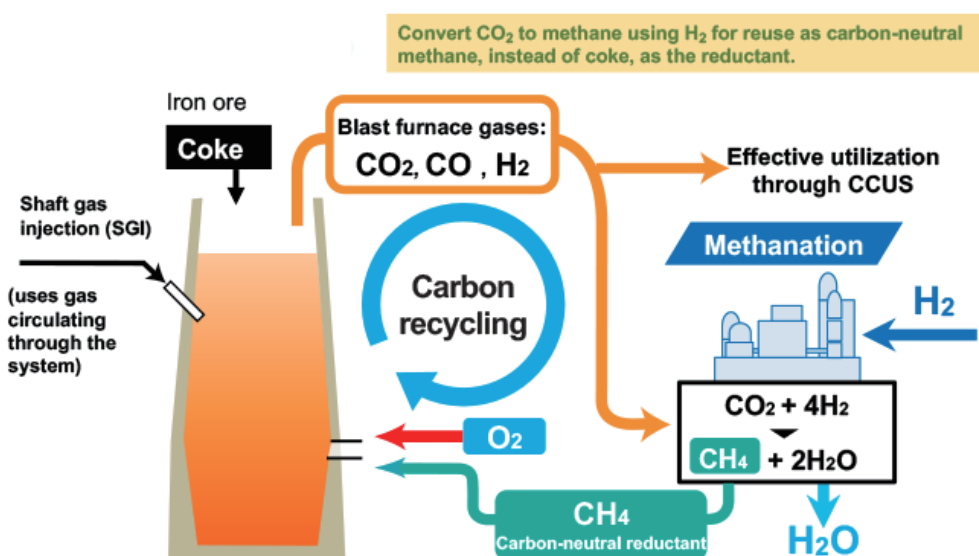 Convert CO₂ to methane using H₂ for reuse as carbon-neutral
methane, instead of coke, as the reductant.
Iron ore
Coke
Blast furnace gases:
CO₂, CO , H₂
Effective utilization
through CCUS
Shaft gas
injection (SGI)
(uses gas
circulating
through the
system)
Carbon
recycling
Methanation
H₂
CO₂ + 4H₂
CH₄ + 2H₂O
O₂
CH₄
Carbon-neutral reductant
H₂O